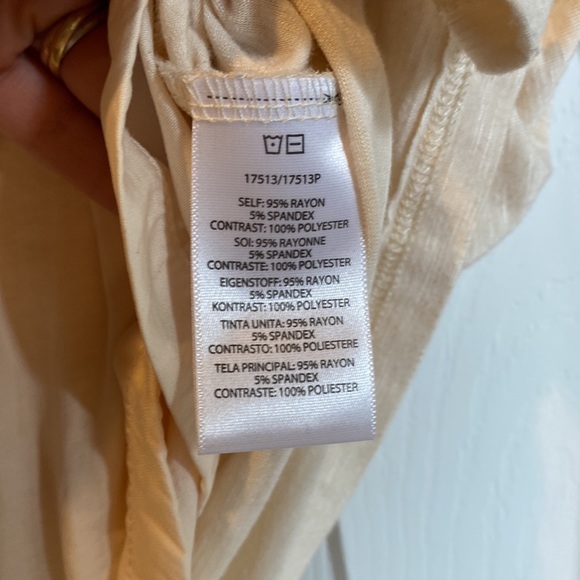 17513/17513P
SELF: 95% RAYON
5% SPANDEX
CONTRAST: 100% POLYESTER
SOI: 95% RAYONNE
5% SPANDEX
CONTRASTE: 100% POLYESTER
EIGENSTOFF: 95% RAYON
5% SPANDEX
KONTRAST: 100% POLYESTER
TINTA UNITA: 95% RAYON
5% SPANDEX
CONTRASTO: 100% POLIESTERE
TELA PRINCIPAL: 95% RAYON
5% SPANDEX
CONTRASTE: 100% POLIESTER